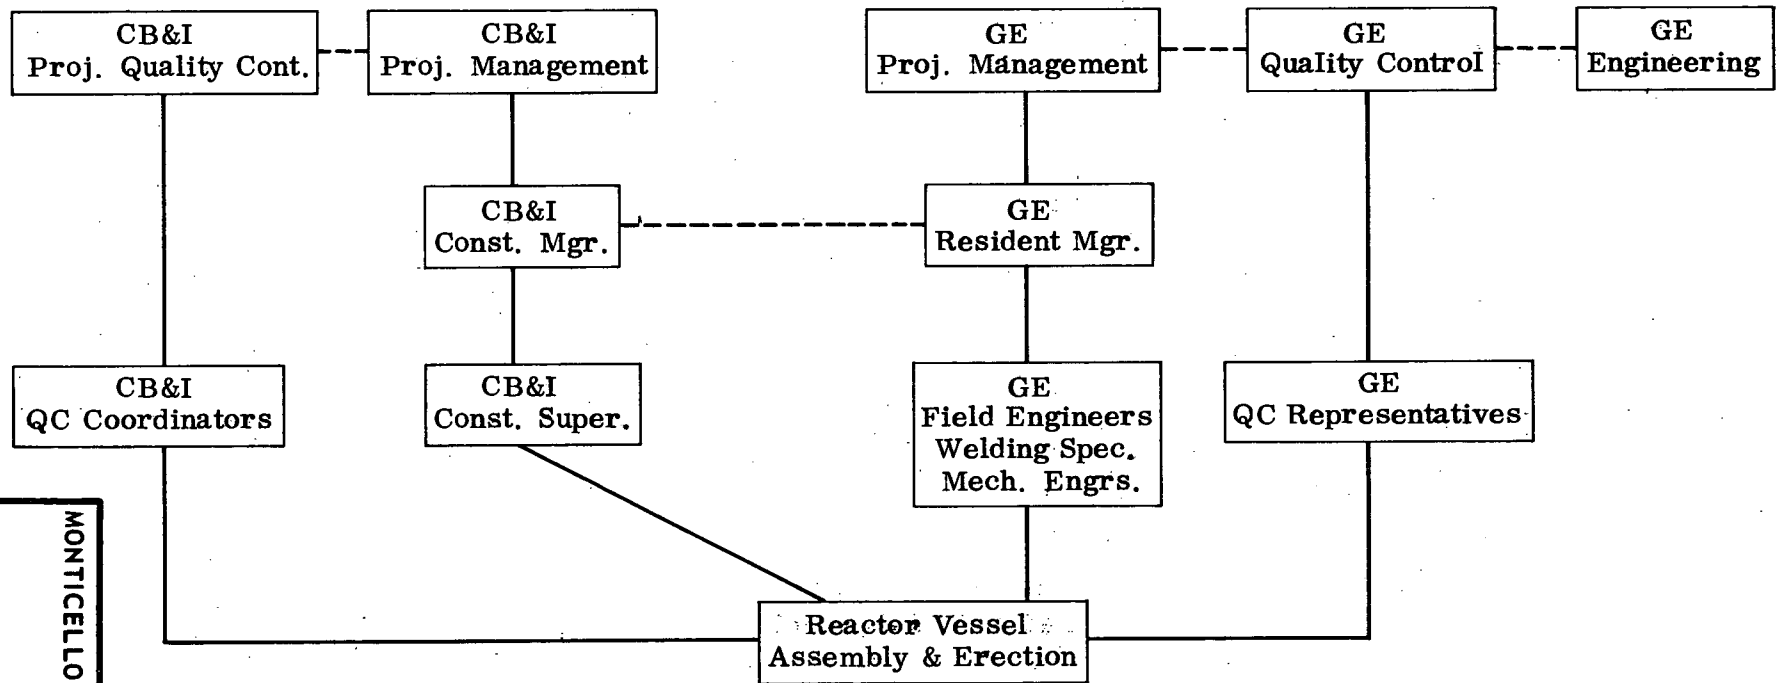 CB&I
Proj. Quality Cont.
CB&I
Proj. Management
GE
Proj. Management
GE
Quality Control
GE
Engineering
CB&I
Const. Mgr.
GE
Resident Mgr.
CB&I
QC Coordinators
CB&I
Const. Super.
GE
Field Engineers
Welding Spec.
Mech. Engrs.
GE
QC Representatives
MONTICELLO
Reactor Vessel
Assembly & Erection